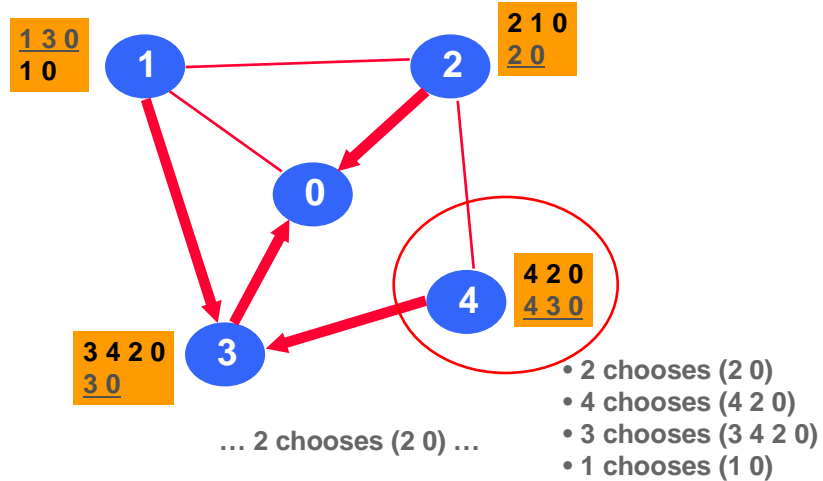 1 3 0
1 0
1
2
2 1 0
2 0
0
4
4 2 0
4 3 0
3 4 2 0
3 0
3
… 2 chooses (2 0) …
• 2 chooses (2 0)
• 4 chooses (4 2 0)
• 3 chooses (3 4 2 0)
• 1 chooses (1 0)